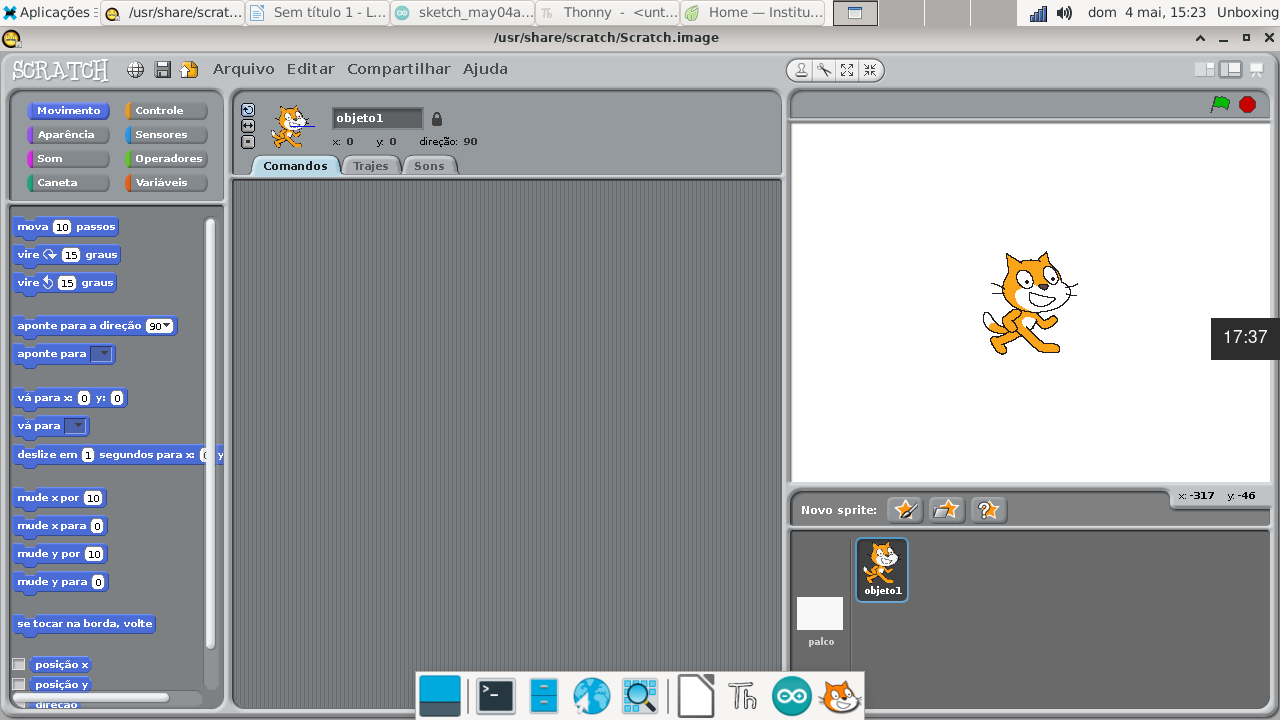 Aplicações
/usr/share/scrat...
Sem título 1 - L...
sketch_may04a...
Thonny - <unt...
Home — Institu...
dom 4 mai, 15:23
Unboxing
/usr/share/scratch/Scratch.image
SCRATCH
Arquivo Editar Compartilhar Ajuda
Movimento Controle
Aparência Sensores
Som Operadores
Caneta Variáveis
objeto1
x: 0 y: 0 direção: 90
Comandos Trajes Sons
mova 10 passos
vire 15 graus
vire 15 graus
aponte para a direção 90
aponte para
vá para x: 0 y: 0
vá para
deslize em 1 segundos para x: 0 y
mude x por 10
mude x para 0
mude y por 10
mude y para 0
se tocar na borda, volte
posição x
posição y
direção
17:37
x: -317 y: -46
Novo sprite:
objeto1
palco
Th